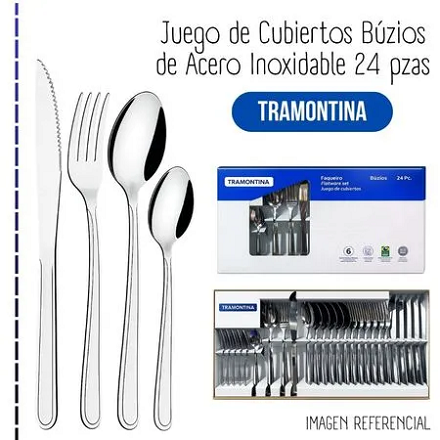 Juego de Cubiertos Búzios
de Acero Inoxidable 24 pzas
TRAMONTINA
TRAMONTINA
Faqueiro
Flatware set
Juego de cubiertos
Búzios
24 Pc.
6
TRAMONTINA
IMAGEN REFERENCIAL